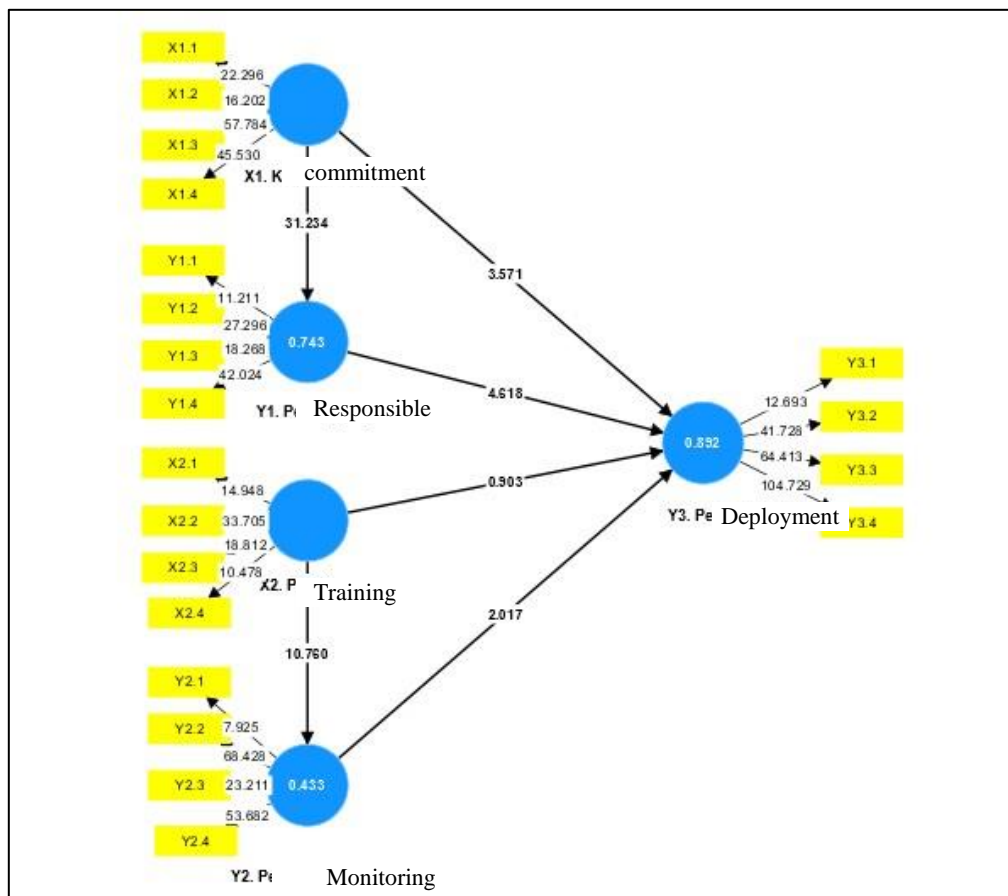 X1.1
22.296
X1.2
16.202
57.784
X1.3
45.530
X1. K commitment
X1.4
31.234
3.571
Y1.1
11.211
Y1.2
27.296
0.743
18.268
Y1.3
42.024
Y1.4
Y1. Pe Responsible
4.618
Y3.1
12.693
Y3.2
41.728
0.892
64.413
Y3.3
104.729
Y3. Pe Deployment
Y3.4
X2.1
14.948
0.903
X2.2
33.705
18.812
X2.3
10.478
X2. P Training
X2.4
2.017
10.760
Y2.1
7.925
Y2.2
68.428
Y2.3
23.211
0.433
53.682
Y2.4
Y2. Pe Monitoring